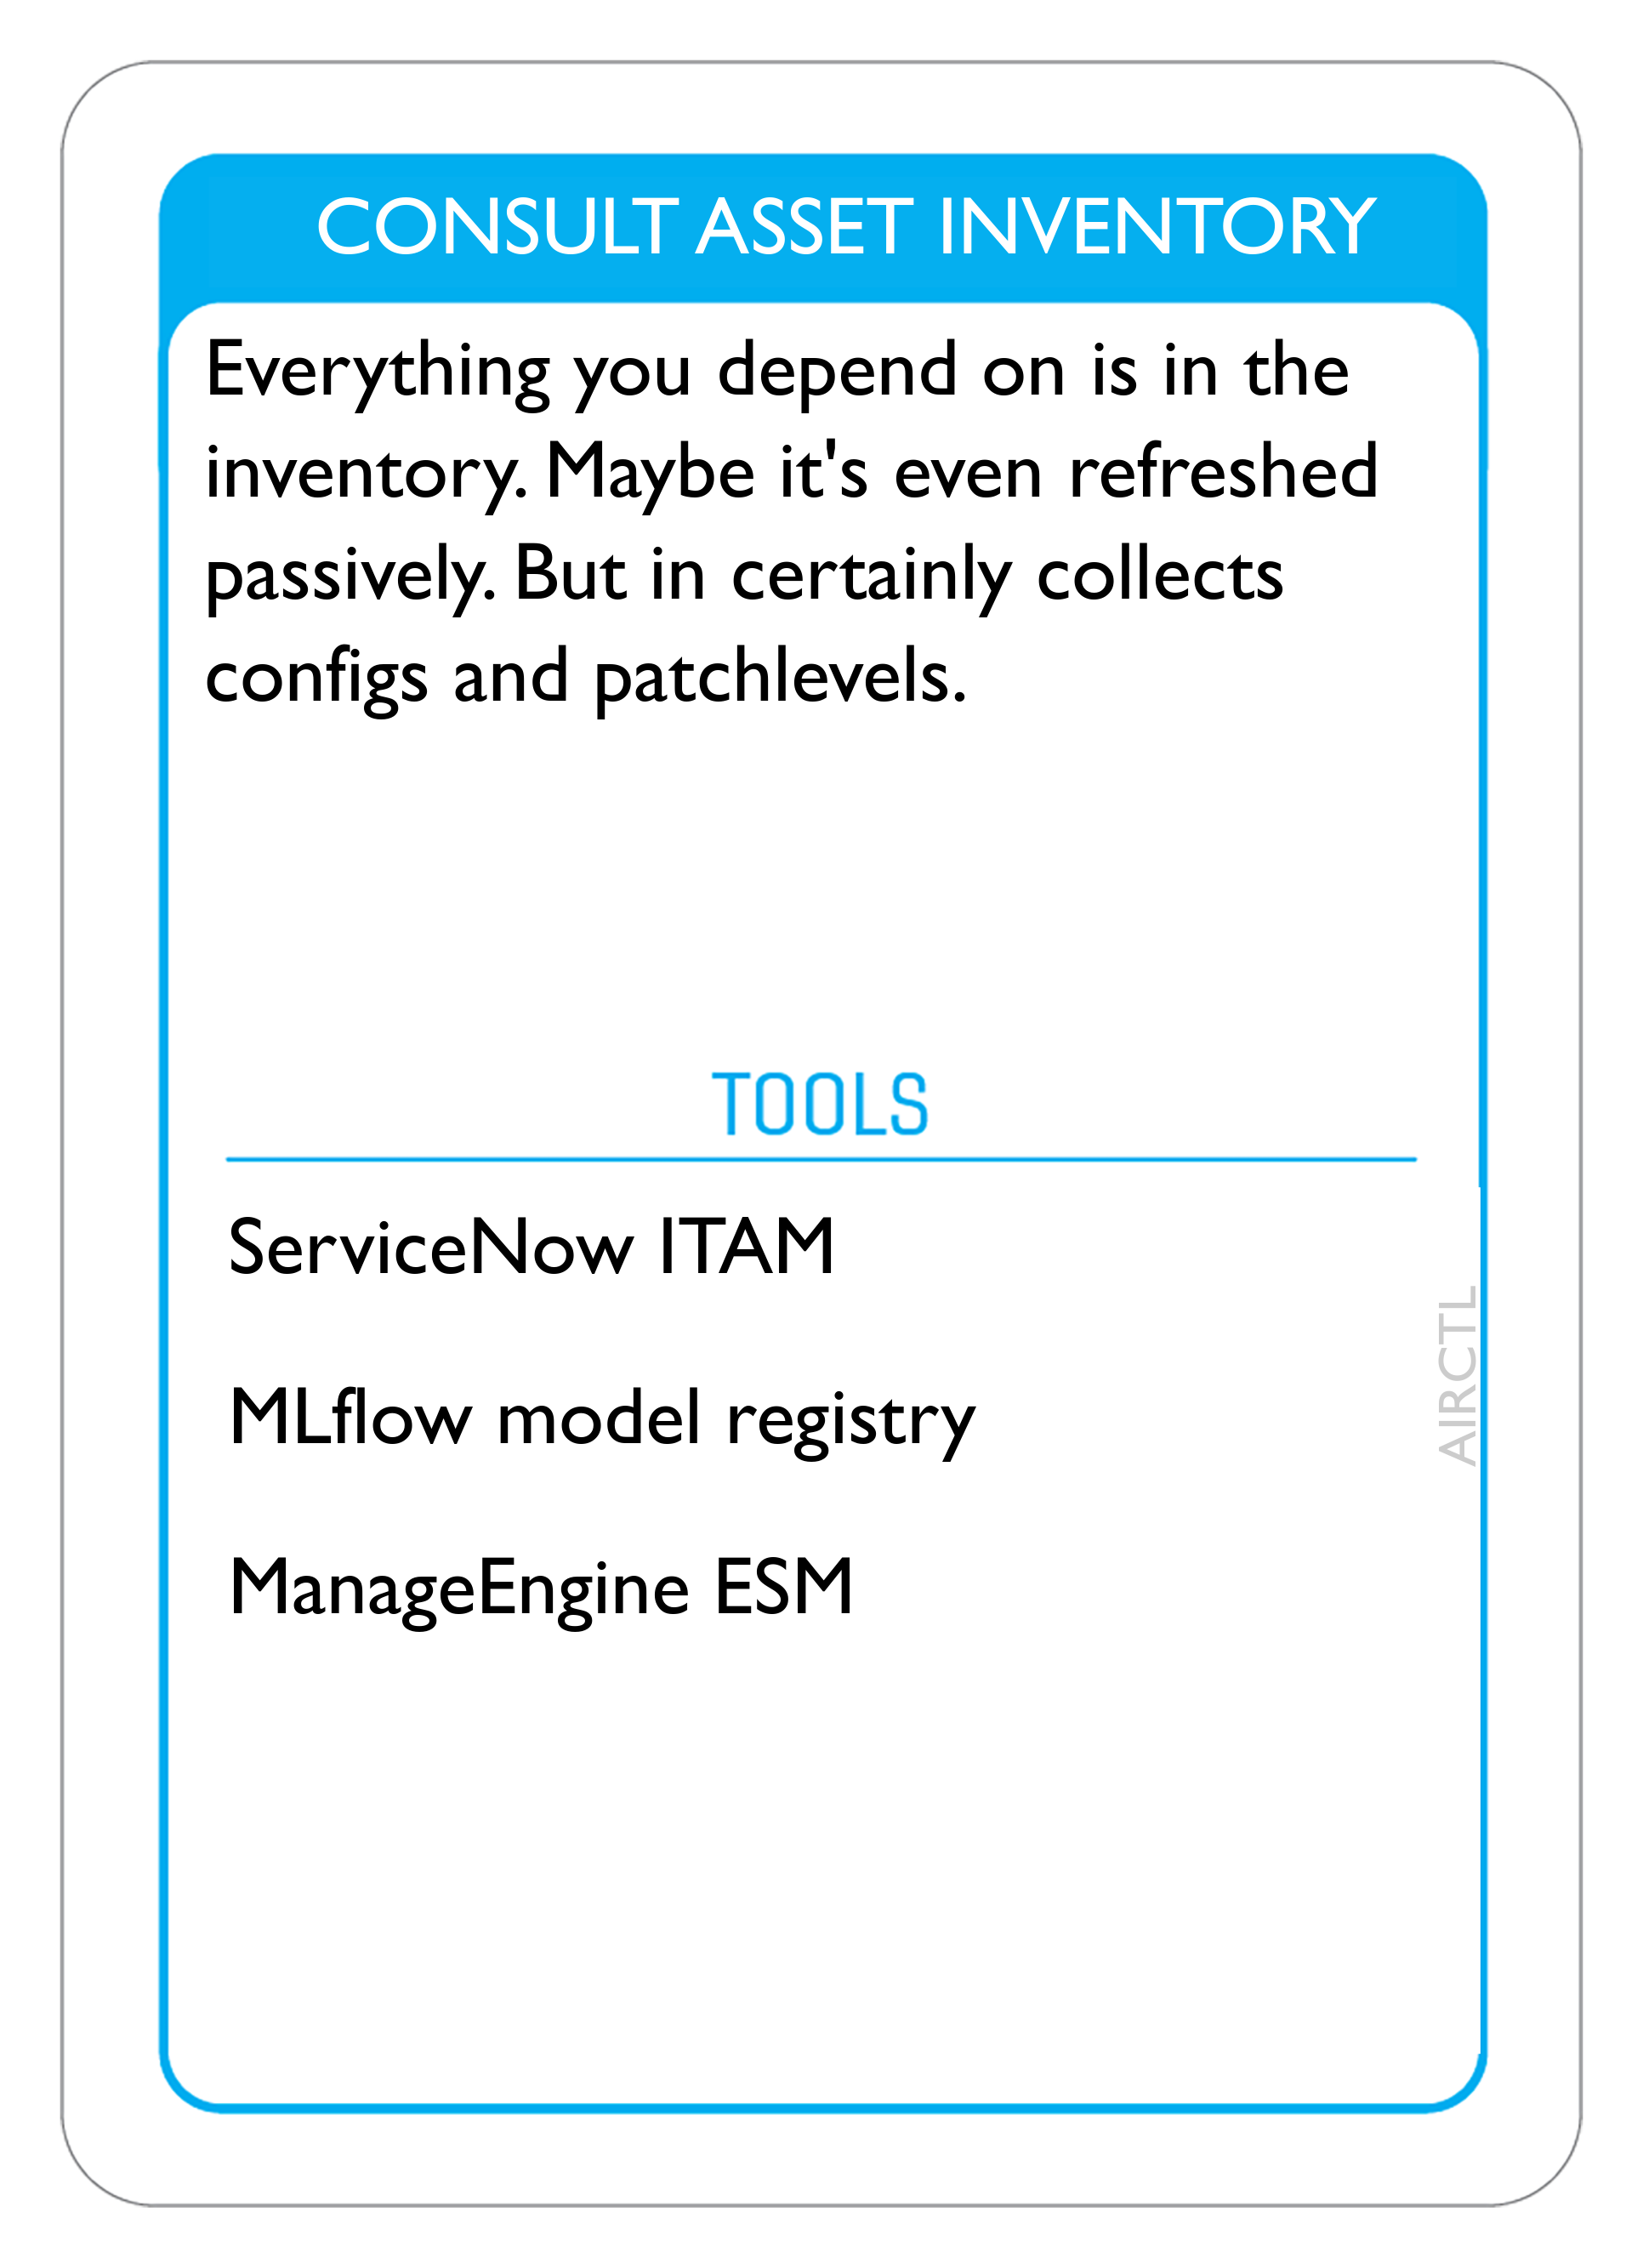 CONSULT ASSET INVENTORY
Everything you depend on is in the
inventory. Maybe it's even refreshed
passively. But in certainly collects
configs and patchlevels.
TOOLS
ServiceNow ITAM
MLflow model registry
ManageEngine ESM
AIRCTL